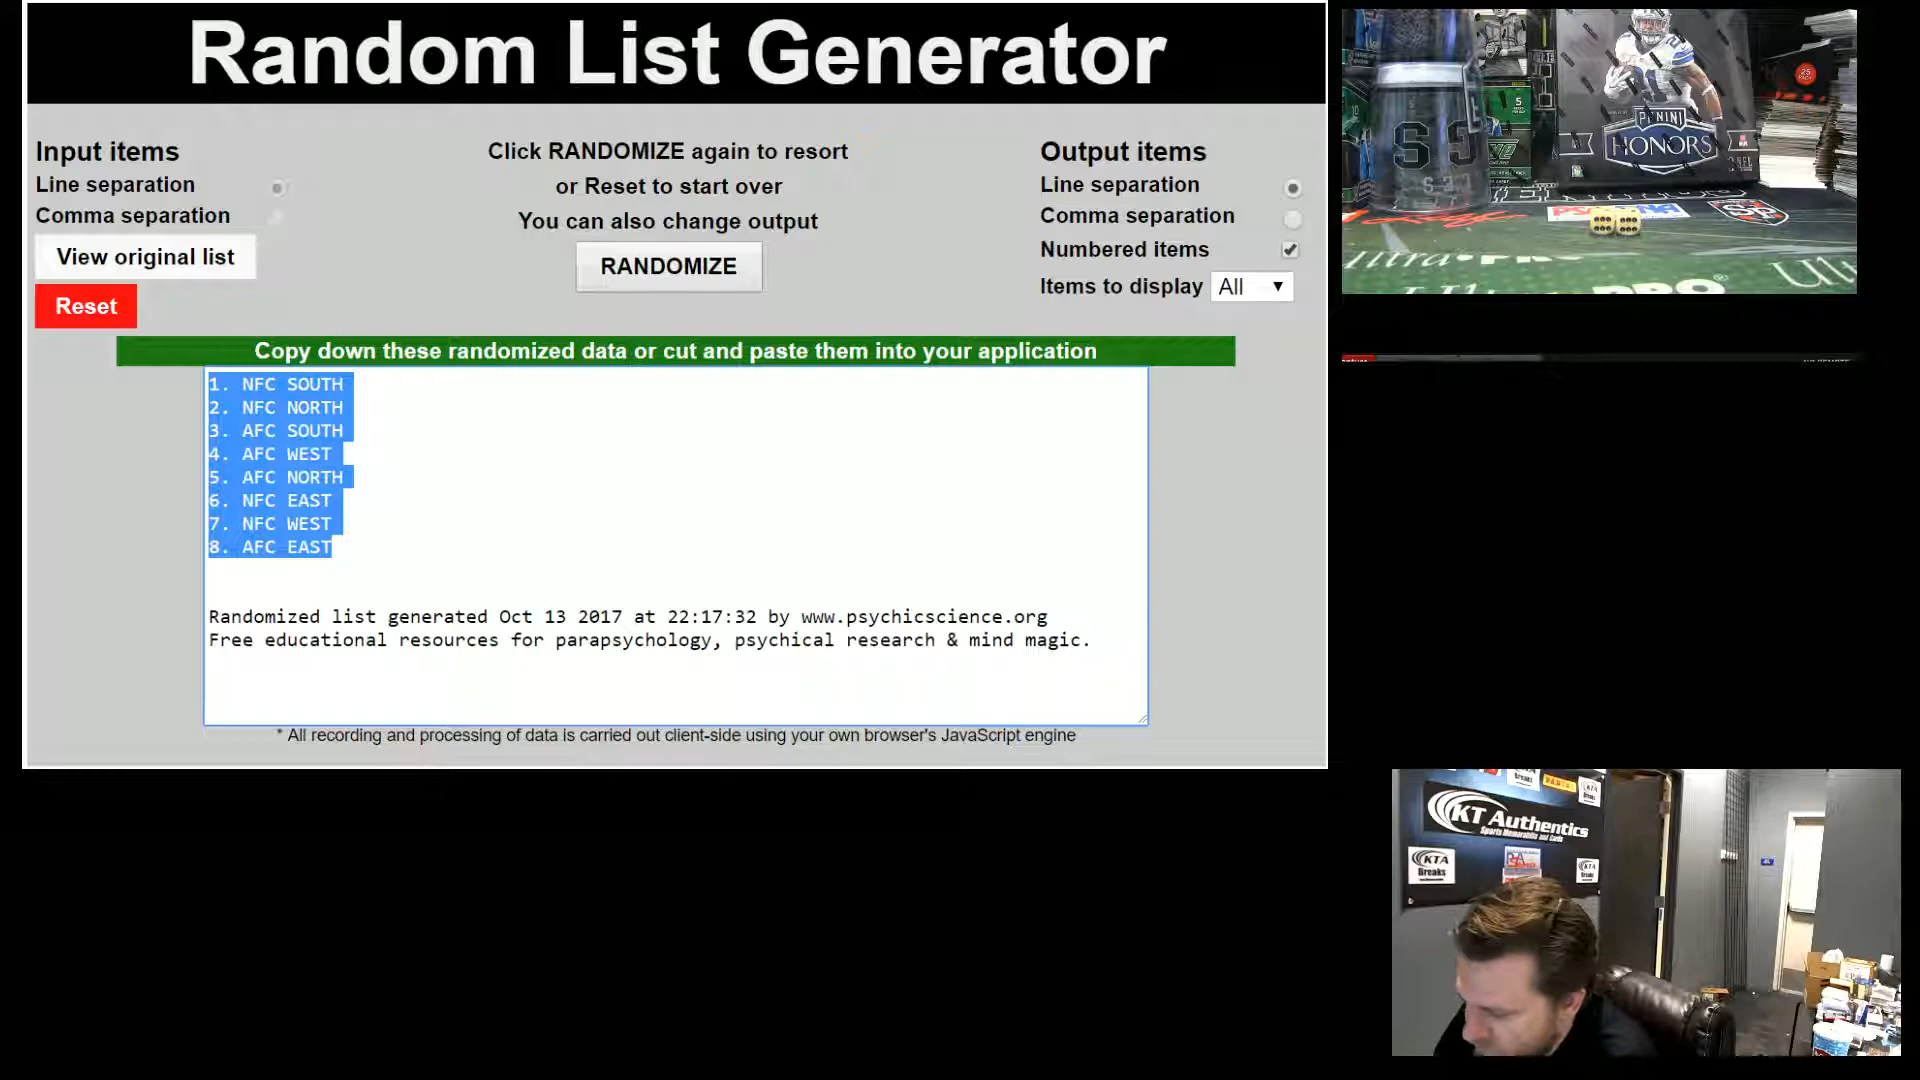 Random List Generator
Input items
Line separation
Comma separation
View original list
Reset
Click RANDOMIZE again to resort
or Reset to start over
You can also change output
RANDOMIZE
Output items
Line separation
Comma separation
Numbered items
Items to display All
Copy down these randomized data or cut and paste them into your application
1. NFC SOUTH
2. NFC NORTH
3. AFC SOUTH
4. AFC WEST
5. AFC NORTH
6. NFC EAST
7. NFC WEST
8. AFC EAST
Randomized list generated Oct 13 2017 at 22:17:32 by www.psychicscience.org
Free educational resources for parapsychology, psychical research & mind magic.
* All recording and processing of data is carried out client-side using your own browser's JavaScript engine
PANINI
HONORS
5
25
KT Authentics
Sports Memorabilia and Cards
KTA
Breaks